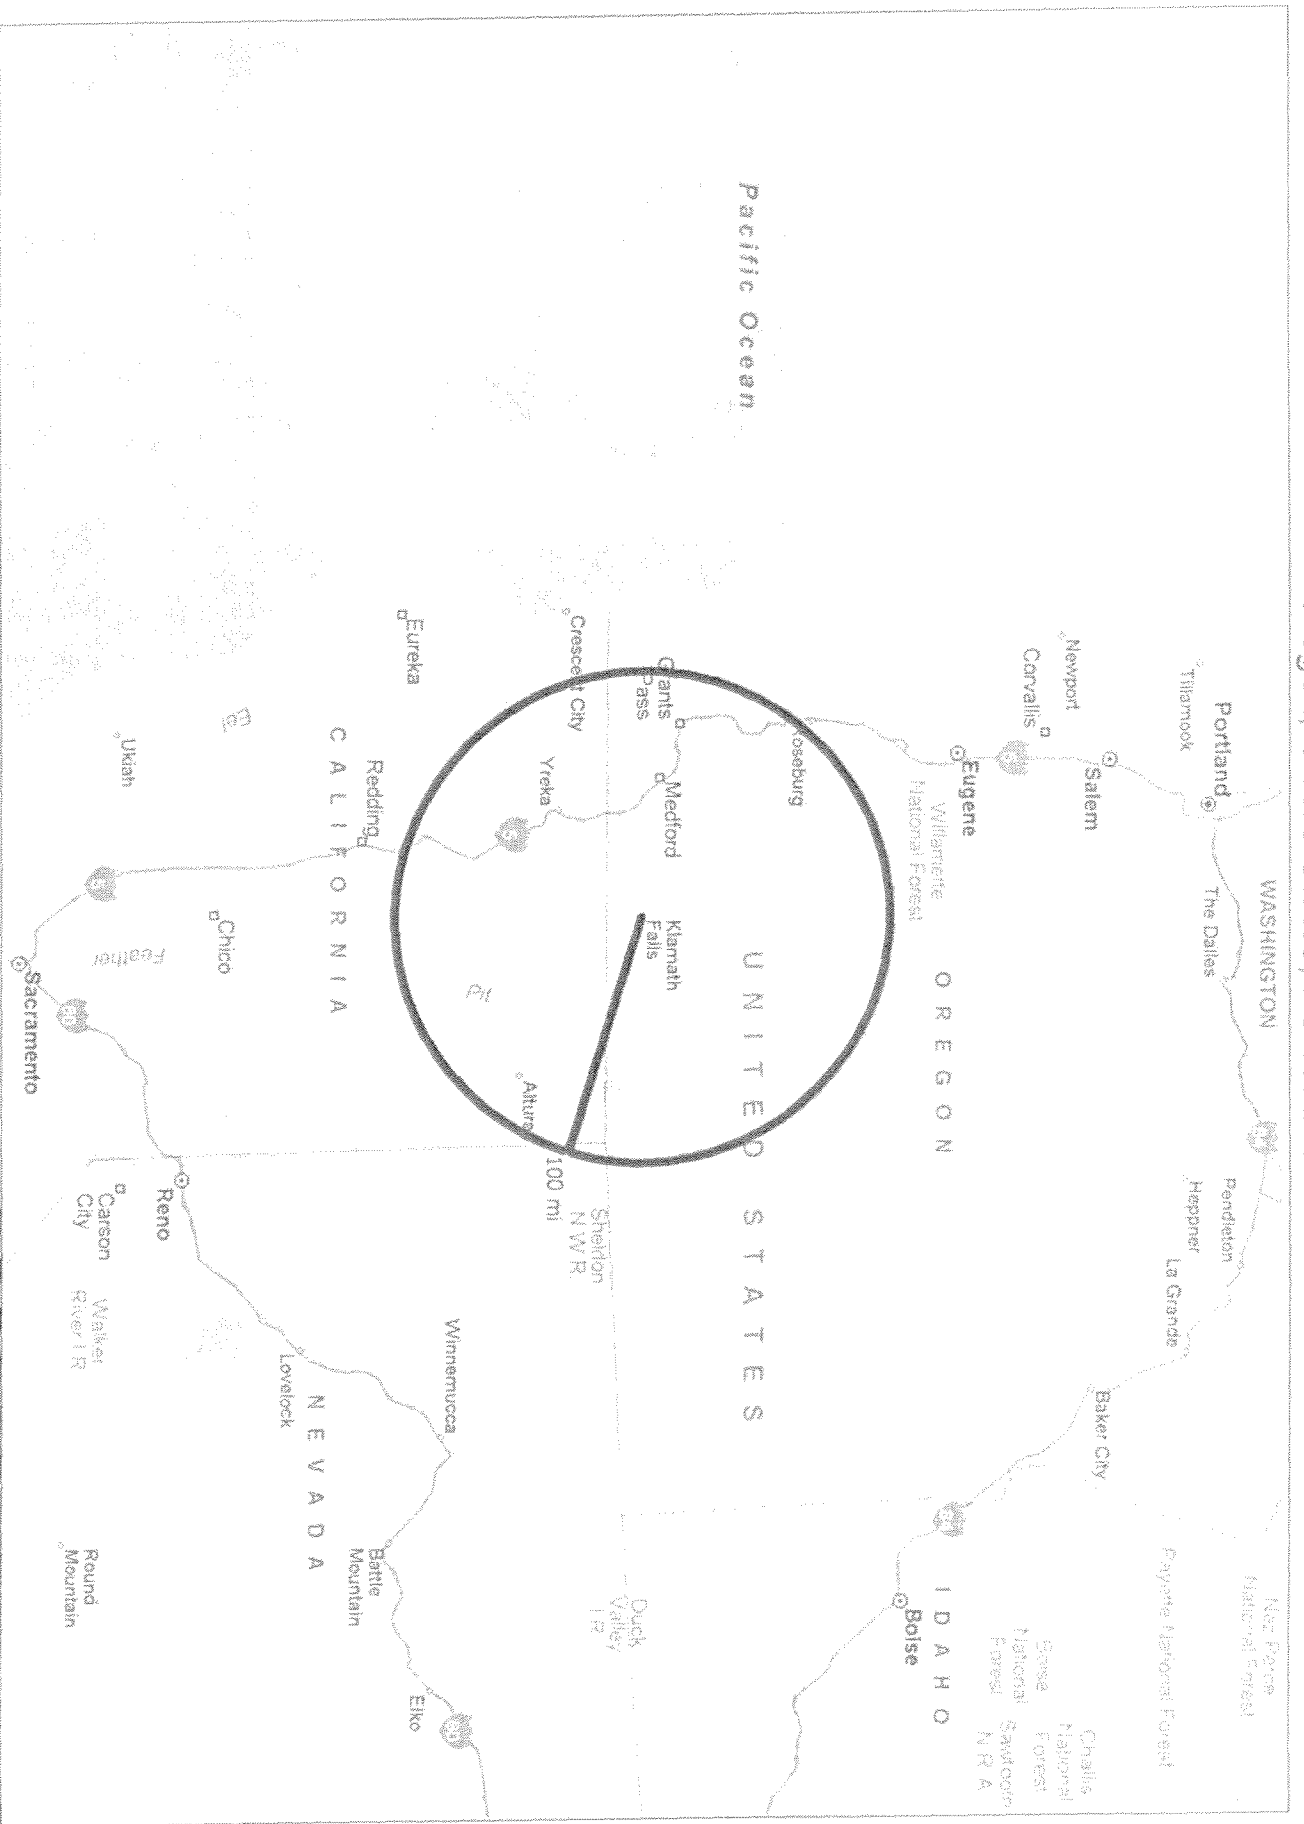 WASHINGTON
Portland
Tillamook
The Dalles
Pendleton
Heppner
La Grande
Salem
Newport
Corvallis
Baker City
Nez Perce
National Forest
Payette National Forest
Eugene
Willamette
National Forest
OREGON
IDAHO
Boise
Boise
National
Forest
Challis
National
Forest
Sawtooth
N R A
Pacific Ocean
Roseburg
UNITED STATES
Grants
Pass
Medford
Klamath
Falls
Crescent City
Yreka
Alturas
100 mi
Sheldon
N W R
Duck
Valley
I R
Eureka
Redding
Pit
Winnemucca
Battle
Mountain
Elko
CALIFORNIA
NEVADA
Lovelock
Eel
Chico
Reno
Ukiah
Feather
Carson
City
Walker
River I R
Round
Mountain
Sacramento